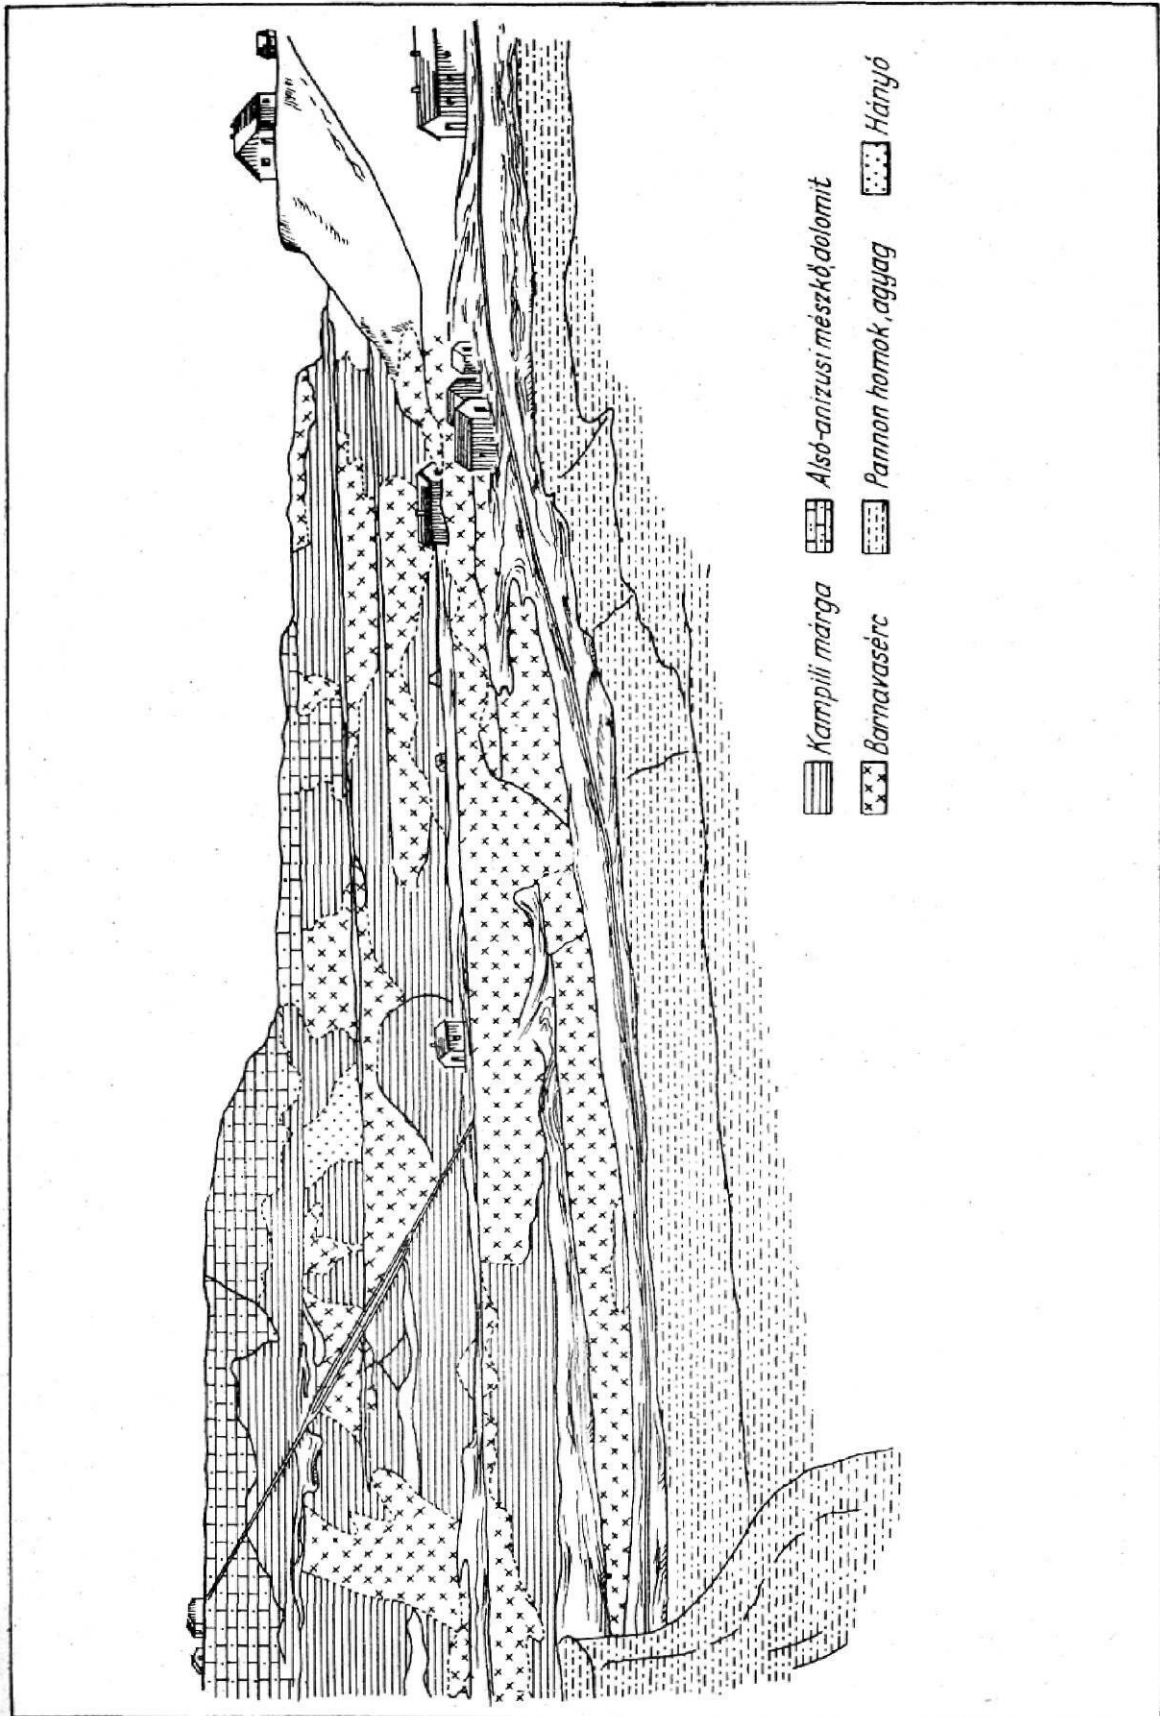 Kampili márga
Alsó-anizusi mészkő,dolomit
Barnavasérc
Pannon homok,agyag
Hányó